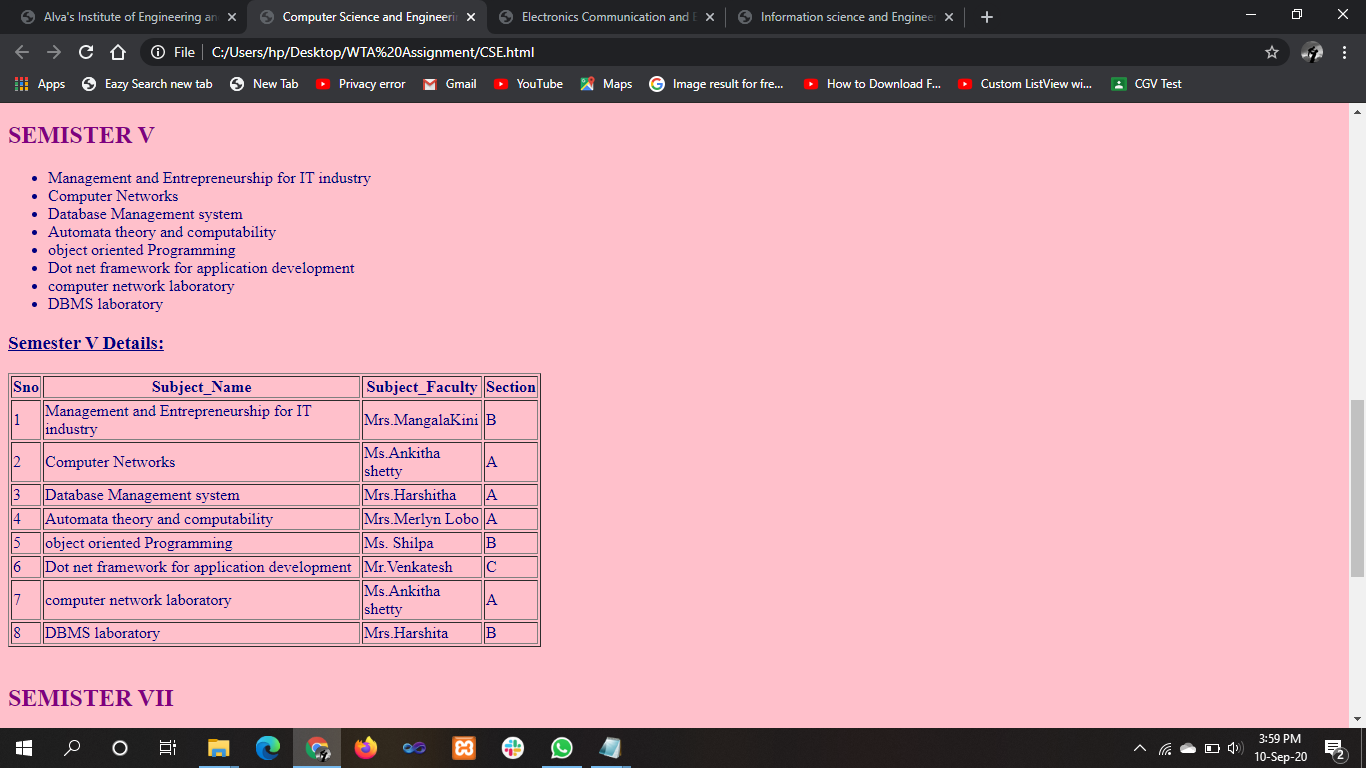 Alva's Institute of Engineering an
Computer Science and Engineerin
Electronics Communication and E
Information science and Enginee
File
C:/Users/hp/Desktop/WTA%20Assignment/CSE.html
Apps
Eazy Search new tab
New Tab
Privacy error
Gmail
YouTube
Maps
Image result for fre...
How to Download F...
Custom ListView wi...
CGV Test
SEMISTER V
Management and Entrepreneurship for IT industry
Computer Networks
Database Management system
Automata theory and computability
object oriented Programming
Dot net framework for application development
computer network laboratory
DBMS laboratory
Semester V Details:
Sno Subject_Name Subject_Faculty Section
1 Management and Entrepreneurship for IT industry Mrs.MangalaKini B
2 Computer Networks Ms.Ankitha shetty A
3 Database Management system Mrs.Harshitha A
4 Automata theory and computability Mrs.Merlyn Lobo A
5 object oriented Programming Ms. Shilpa B
6 Dot net framework for application development Mr.Venkatesh C
7 computer network laboratory Ms.Ankitha shetty A
8 DBMS laboratory Mrs.Harshita B
SEMISTER VII
3:59 PM
10-Sep-20
2